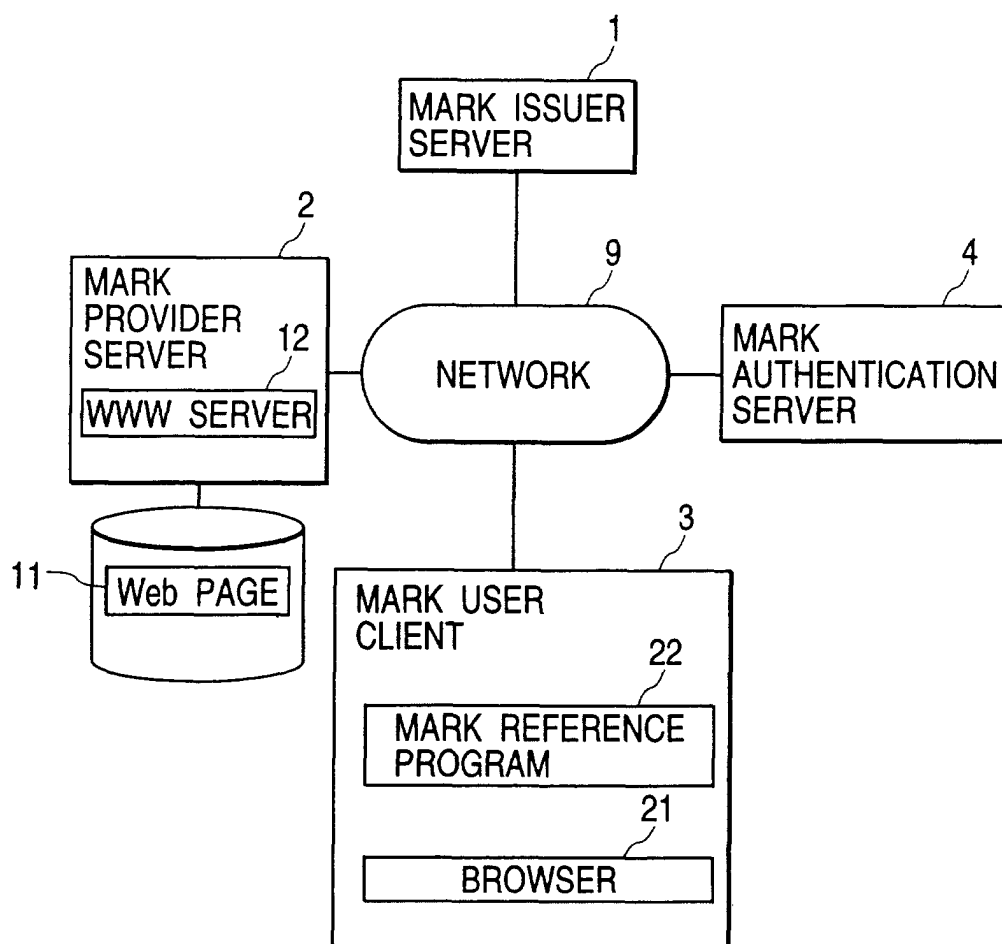 1
MARK ISSUER
SERVER
2
MARK
PROVIDER
SERVER
12
WWW SERVER
9
NETWORK
4
MARK
AUTHENTICATION
SERVER
11
Web PAGE
3
MARK USER
CLIENT
22
MARK REFERENCE
PROGRAM
21
BROWSER